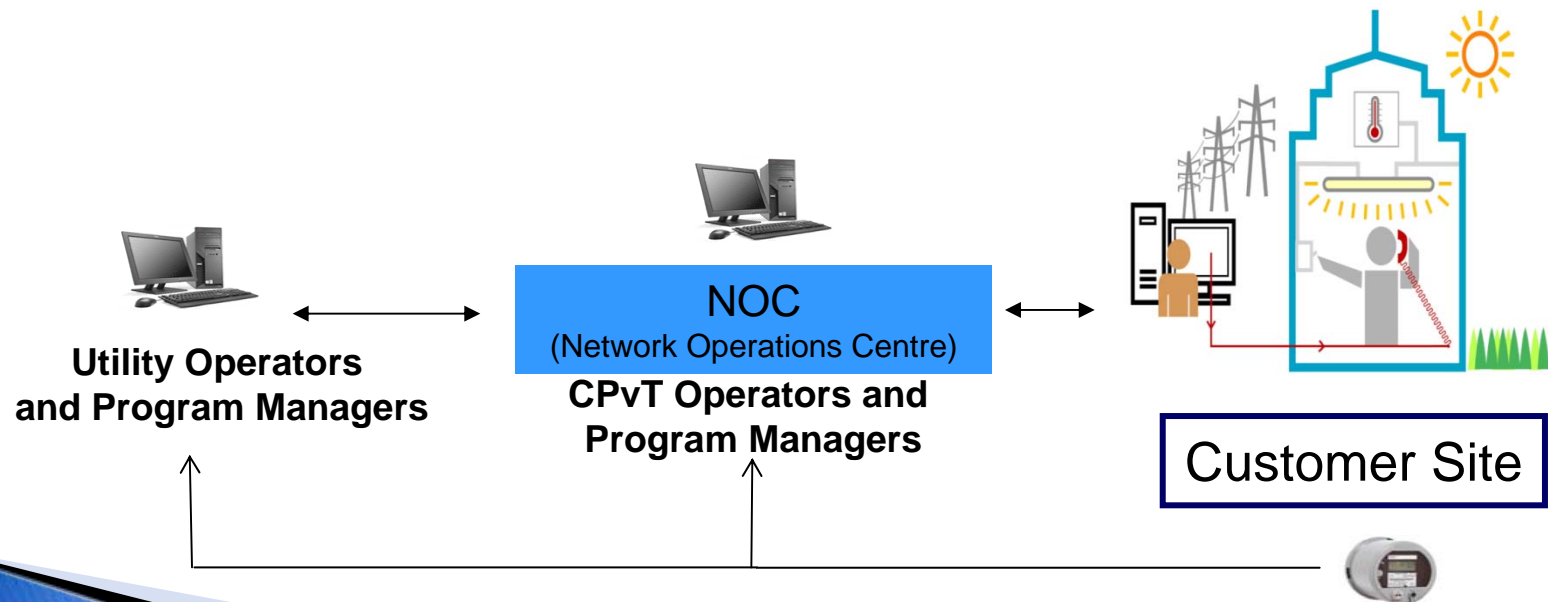 Utility Operators
and Program Managers
NOC
(Network Operations Centre)
CPvT Operators and
Program Managers
Customer Site